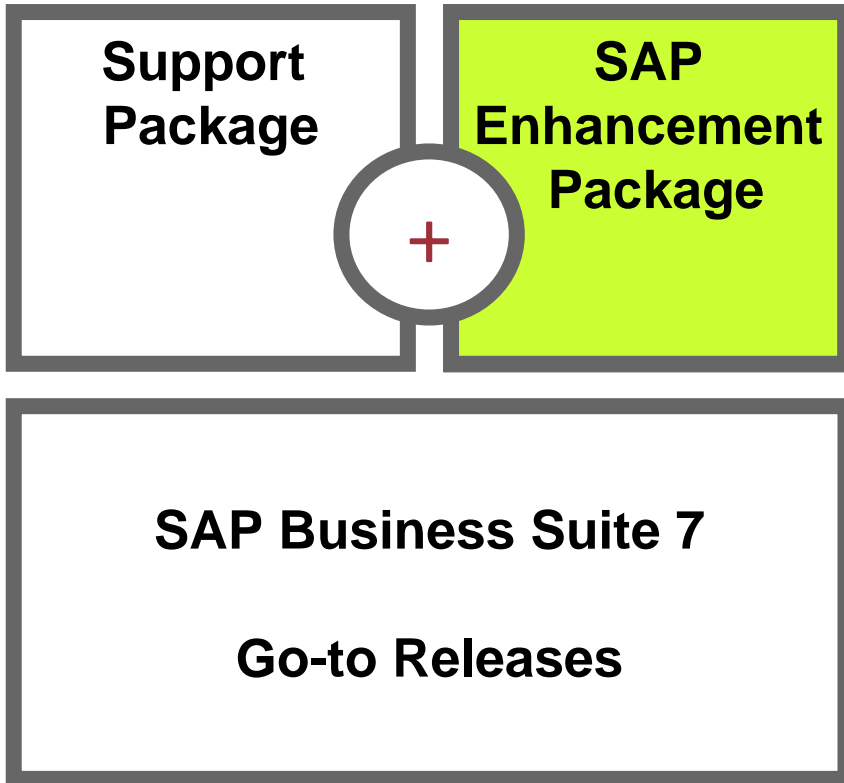 Support
Package
SAP
Enhancement
Package
+
SAP Business Suite 7
Go-to Releases